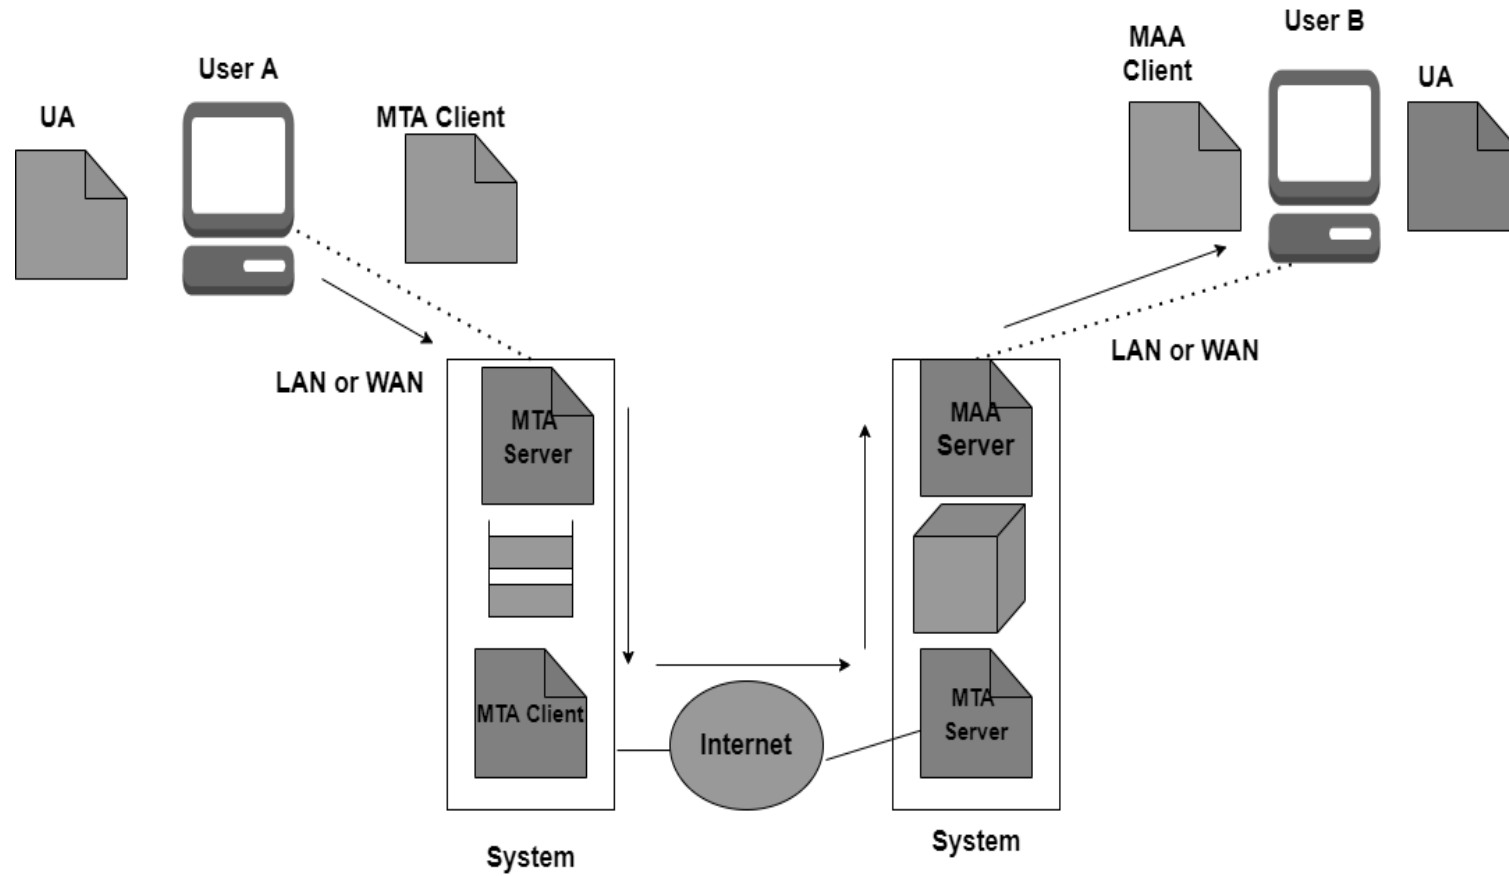 User A
UA
MTA Client
MAA
Client
User B
UA
LAN or WAN
LAN or WAN
MTA
Server
MAA
Server
MTA Client
Internet
MTA
Server
System
System